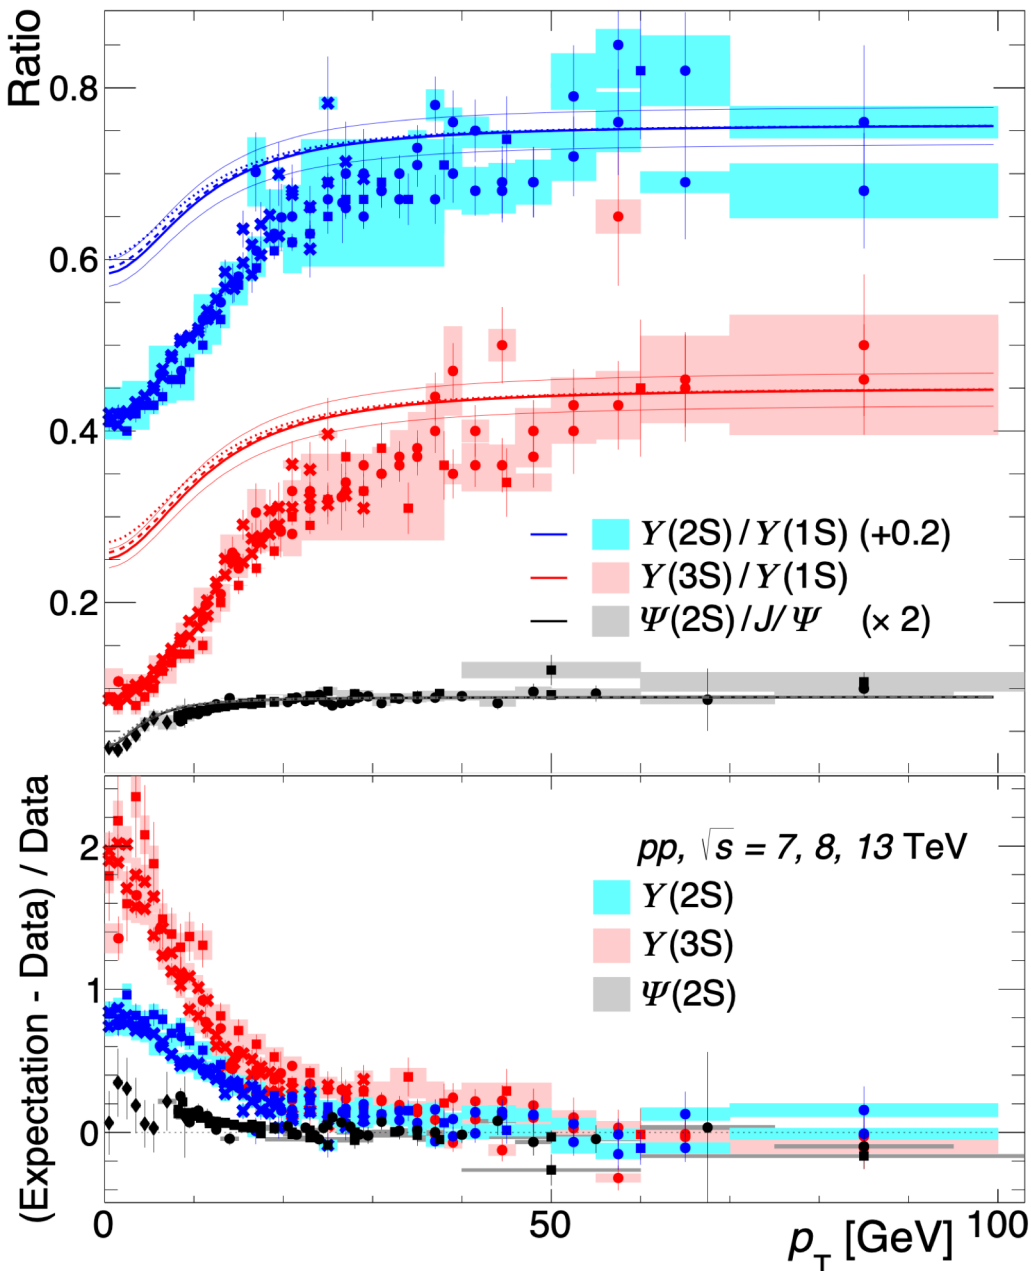 Ratio
0.8
0.6
0.4
0.2
Υ(2S) / Υ(1S) (+0.2)
Υ(3S) / Υ(1S)
Ψ(2S) / J/Ψ (× 2)
(Expectation - Data) / Data
2
1
0
pp, √s = 7, 8, 13 TeV
Υ(2S)
Υ(3S)
Ψ(2S)
0
50
100
p_T [GeV]